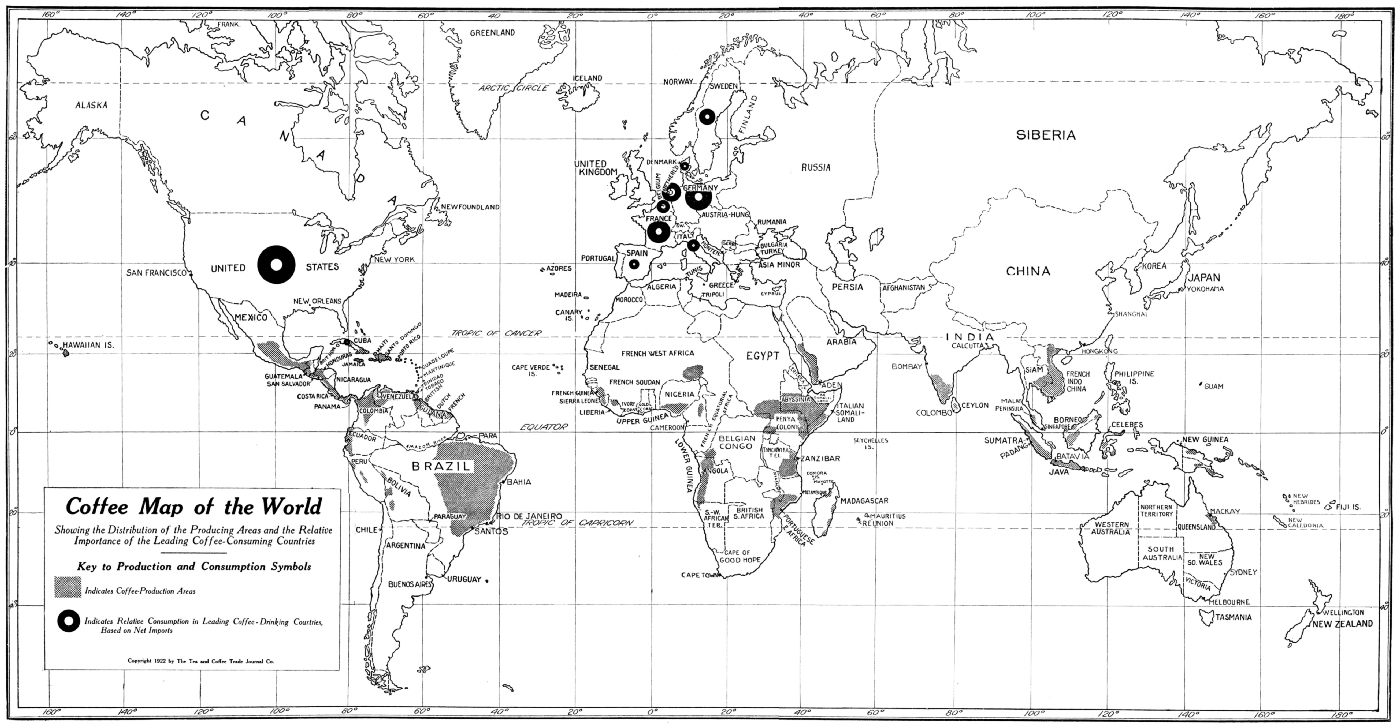 160° 140° 120° 100° 80° 60° 40° 20° 0° 20° 40° 60° 80° 100° 120° 140° 160° 180°
FRANK.
GREENLAND
ICELAND
ARCTIC CIRCLE
NORWAY
SWEDEN
FINLAND
ALASKA
C A N A D A
SIBERIA
RUSSIA
UNITED KINGDOM
DENMARK
GERMANY
NEWFOUNDLAND
FRANCE
AUSTRIA-HUNG.
RUMANIA
BULGARIA
TURKEY
ITALY
SPAIN
PORTUGAL
SAN FRANCISCO
UNITED STATES
NEW YORK
AZORES
ALGERIA
TUNIS
GREECE
TRIPOLI
ASIA MINOR
CYPRUS
PERSIA
AFGHANISTAN
CHINA
KOREA
JAPAN
YOKOHAMA
SHANGHAI
NEW ORLEANS
MEXICO
MADEIRA
MOROCCO
CANARY IS.
TROPIC OF CANCER
HAWAIIAN IS.
CUBA
HAITI
SANTO DOMINGO
PORTO RICO
JAMAICA
HONDURAS
GUATEMALA
SAN SALVADOR
NICARAGUA
COSTA RICA
PANAMA
GUADELOUPE
MARTINIQUE
TRINIDAD
TOBAGO
BRITISH
DUTCH
FRENCH
GUIANAS
VENEZUELA
COLOMBIA
CAPE VERDE IS.
FRENCH WEST AFRICA
EGYPT
ARABIA
INDIA
CALCUTTA
BOMBAY
HONGKONG
SIAM
FRENCH INDO CHINA
PHILIPPINE IS.
GUAM
SENEGAL
FRENCH SOUDAN
FRENCH GUINEA
SIERRA LEONE
LIBERIA
IVORY
GOLD
NIGERIA
UPPER GUINEA
CAMEROON
ADEN
ABYSSINIA
ITALIAN SOMALI-LAND
COLOMBO
CEYLON
MALAY PENINSULA
SINGAPORE
BORNEO
CELEBES
EQUATOR
ECUADOR
PARA
PERU
BRAZIL
BAHIA
BOLIVIA
LOWER GUINEA
BELGIAN CONGO
KENYA COLONY
SEYCHELLES IS.
ZANZIBAR
COMORA
ANGOLA
SUMATRA
PADANG
BATAVIA
JAVA
NEW GUINEA
PARAGUAY
RIO DE JANEIRO
SANTOS
TROPIC OF CAPRICORN
CHILE
ARGENTINA
BUENOS AIRES
URUGUAY
S.-W. AFRICAN TER.
BRITISH S. AFRICA
PORTUGUESE E. AFRICA
MADAGASCAR
MAURITIUS
REUNION
CAPE OF GOOD HOPE
CAPE TOWN
NEW HEBRIDES
FIJI IS.
NEW CALEDONIA
MACKAY
WESTERN AUSTRALIA
NORTHERN TERRITORY
QUEENSLAND
SOUTH AUSTRALIA
NEW SO. WALES
SYDNEY
VICTORIA
MELBOURNE
TASMANIA
WELLINGTON
NEW ZEALAND
Coffee Map of the World
Showing the Distribution of the Producing Areas and the Relative
Importance of the Leading Coffee-Consuming Countries
Key to Production and Consumption Symbols
Indicates Coffee-Production Areas
Indicates Relative Consumption in Leading Coffee-Drinking Countries,
Based on Net Imports
Copyright 1922 by The Tea and Coffee Trade Journal Co.
160° 140° 120° 100° 80° 60° 40° 20° 0° 20° 40° 60° 80° 100° 120° 140° 160° 180°